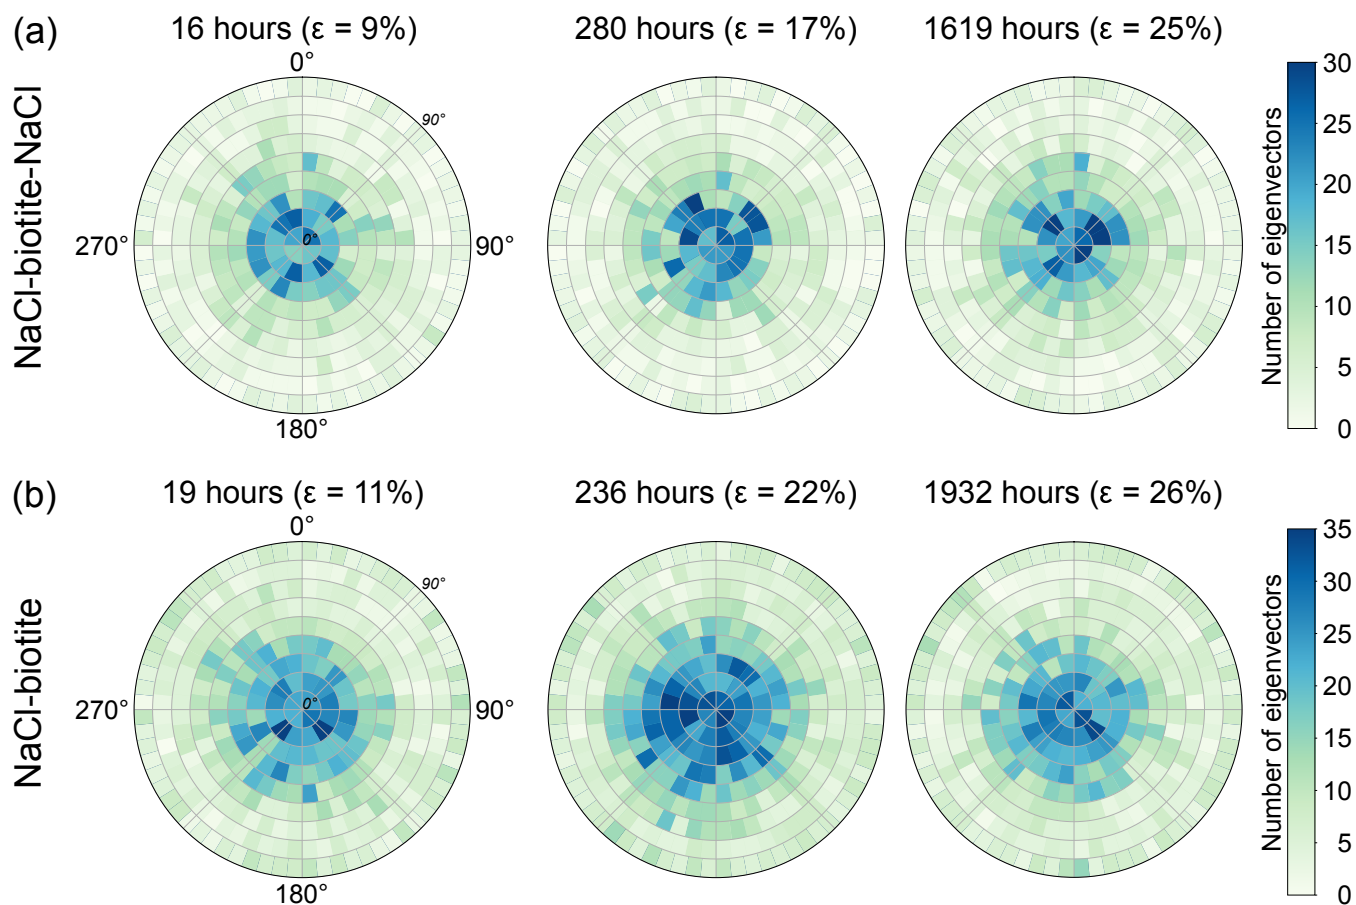 (a)
16 hours (ε = 9%)
280 hours (ε = 17%)
1619 hours (ε = 25%)
NaCl-biotite-NaCl
0°
90°
0°
270°
90°
180°
Number of eigenvectors
30
25
20
15
10
5
0
(b)
19 hours (ε = 11%)
236 hours (ε = 22%)
1932 hours (ε = 26%)
NaCl-biotite
0°
90°
0°
270°
90°
180°
Number of eigenvectors
35
30
25
20
15
10
5
0